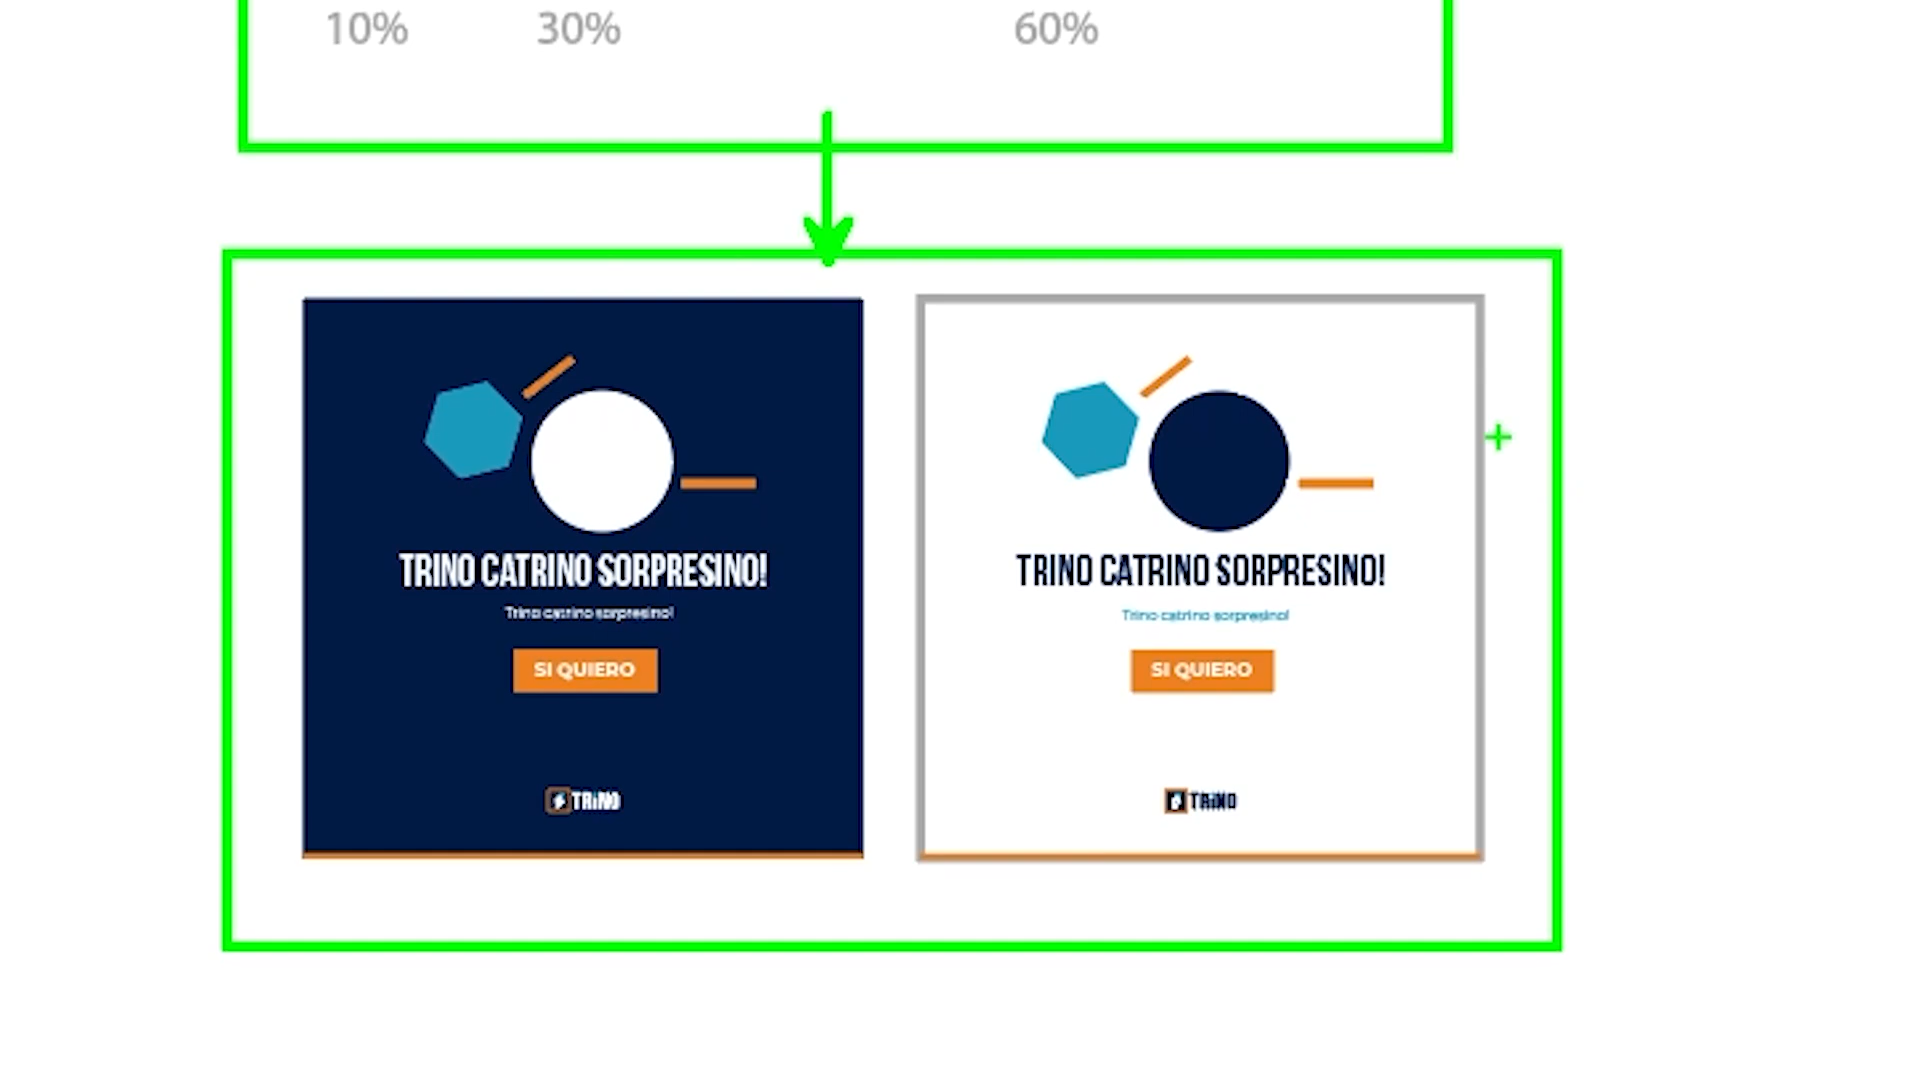 10% 30% 60%
TRINO CATRINO SORPRESINO!
Trino catrino sorpresino!
SI QUIERO
TRINO
TRINO CATRINO SORPRESINO!
Trino catrino sorpresino!
SI QUIERO
TRINO